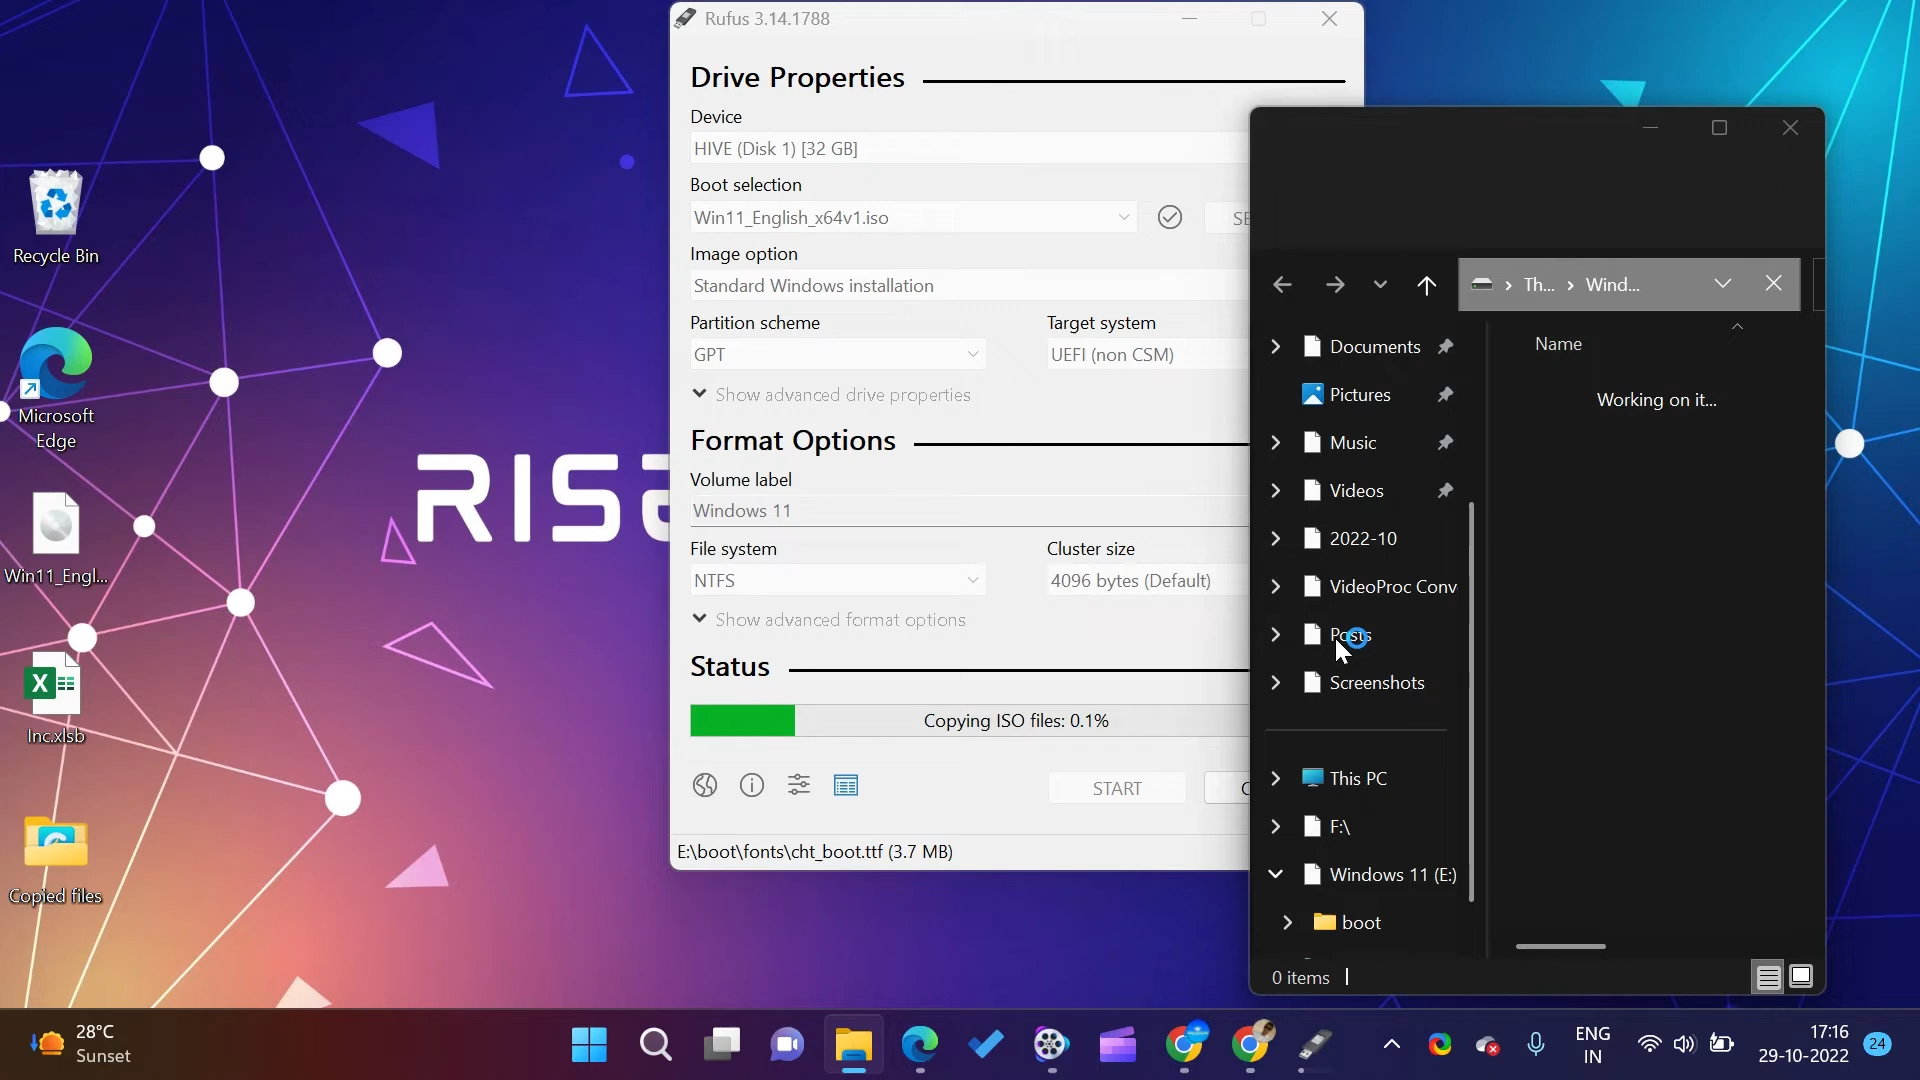 Rufus 3.14.1788
Drive Properties
Device
HIVE (Disk 1) [32 GB]
Boot selection
Win11_English_x64v1.iso
SE
Image option
Standard Windows installation
Partition scheme
Target system
GPT
UEFI (non CSM)
Show advanced drive properties
Format Options
Volume label
Windows 11
File system
Cluster size
NTFS
4096 bytes (Default)
Show advanced format options
Status
Copying ISO files: 0.1%
START
C
E:\boot\fonts\cht_boot.ttf (3.7 MB)
Th...
Wind...
Documents
Pictures
Music
Videos
2022-10
VideoProc Conv
Posts
Screenshots
This PC
F:\
Windows 11 (E:)
boot
Name
Working on it...
0 items
Recycle Bin
Microsoft
Edge
Win11_Engl...
Inc.xlsb
Copied files
RIS
28°C
Sunset
ENG
IN
17:16
29-10-2022
24